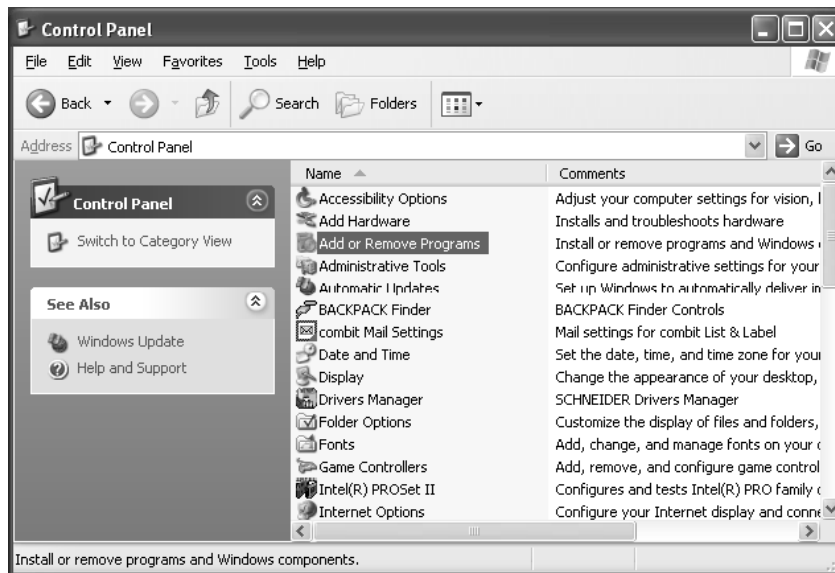 Control Panel
File Edit View Favorites Tools Help
Back Search Folders
Address Control Panel Go
Control Panel
Switch to Category View
See Also
Windows Update
Help and Support
Name Comments
Accessibility Options Adjust your computer settings for vision,
Add Hardware Installs and troubleshoots hardware
Add or Remove Programs Install or remove programs and Windows
Administrative Tools Configure administrative settings for your
Automatic Updates Set up Windows to automatically deliver
BACKPACK Finder BACKPACK Finder Controls
combit Mail Settings Mail settings for combit List & Label
Date and Time Set the date, time, and time zone for your
Display Change the appearance of your desktop,
Drivers Manager SCHNEIDER Drivers Manager
Folder Options Customize the display of files and folders,
Fonts Add, change, and manage fonts on your
Game Controllers Add, remove, and configure game control
Intel(R) PROSet II Configures and tests Intel(R) PRO family
Internet Options Configure your Internet display and
Install or remove programs and Windows components.